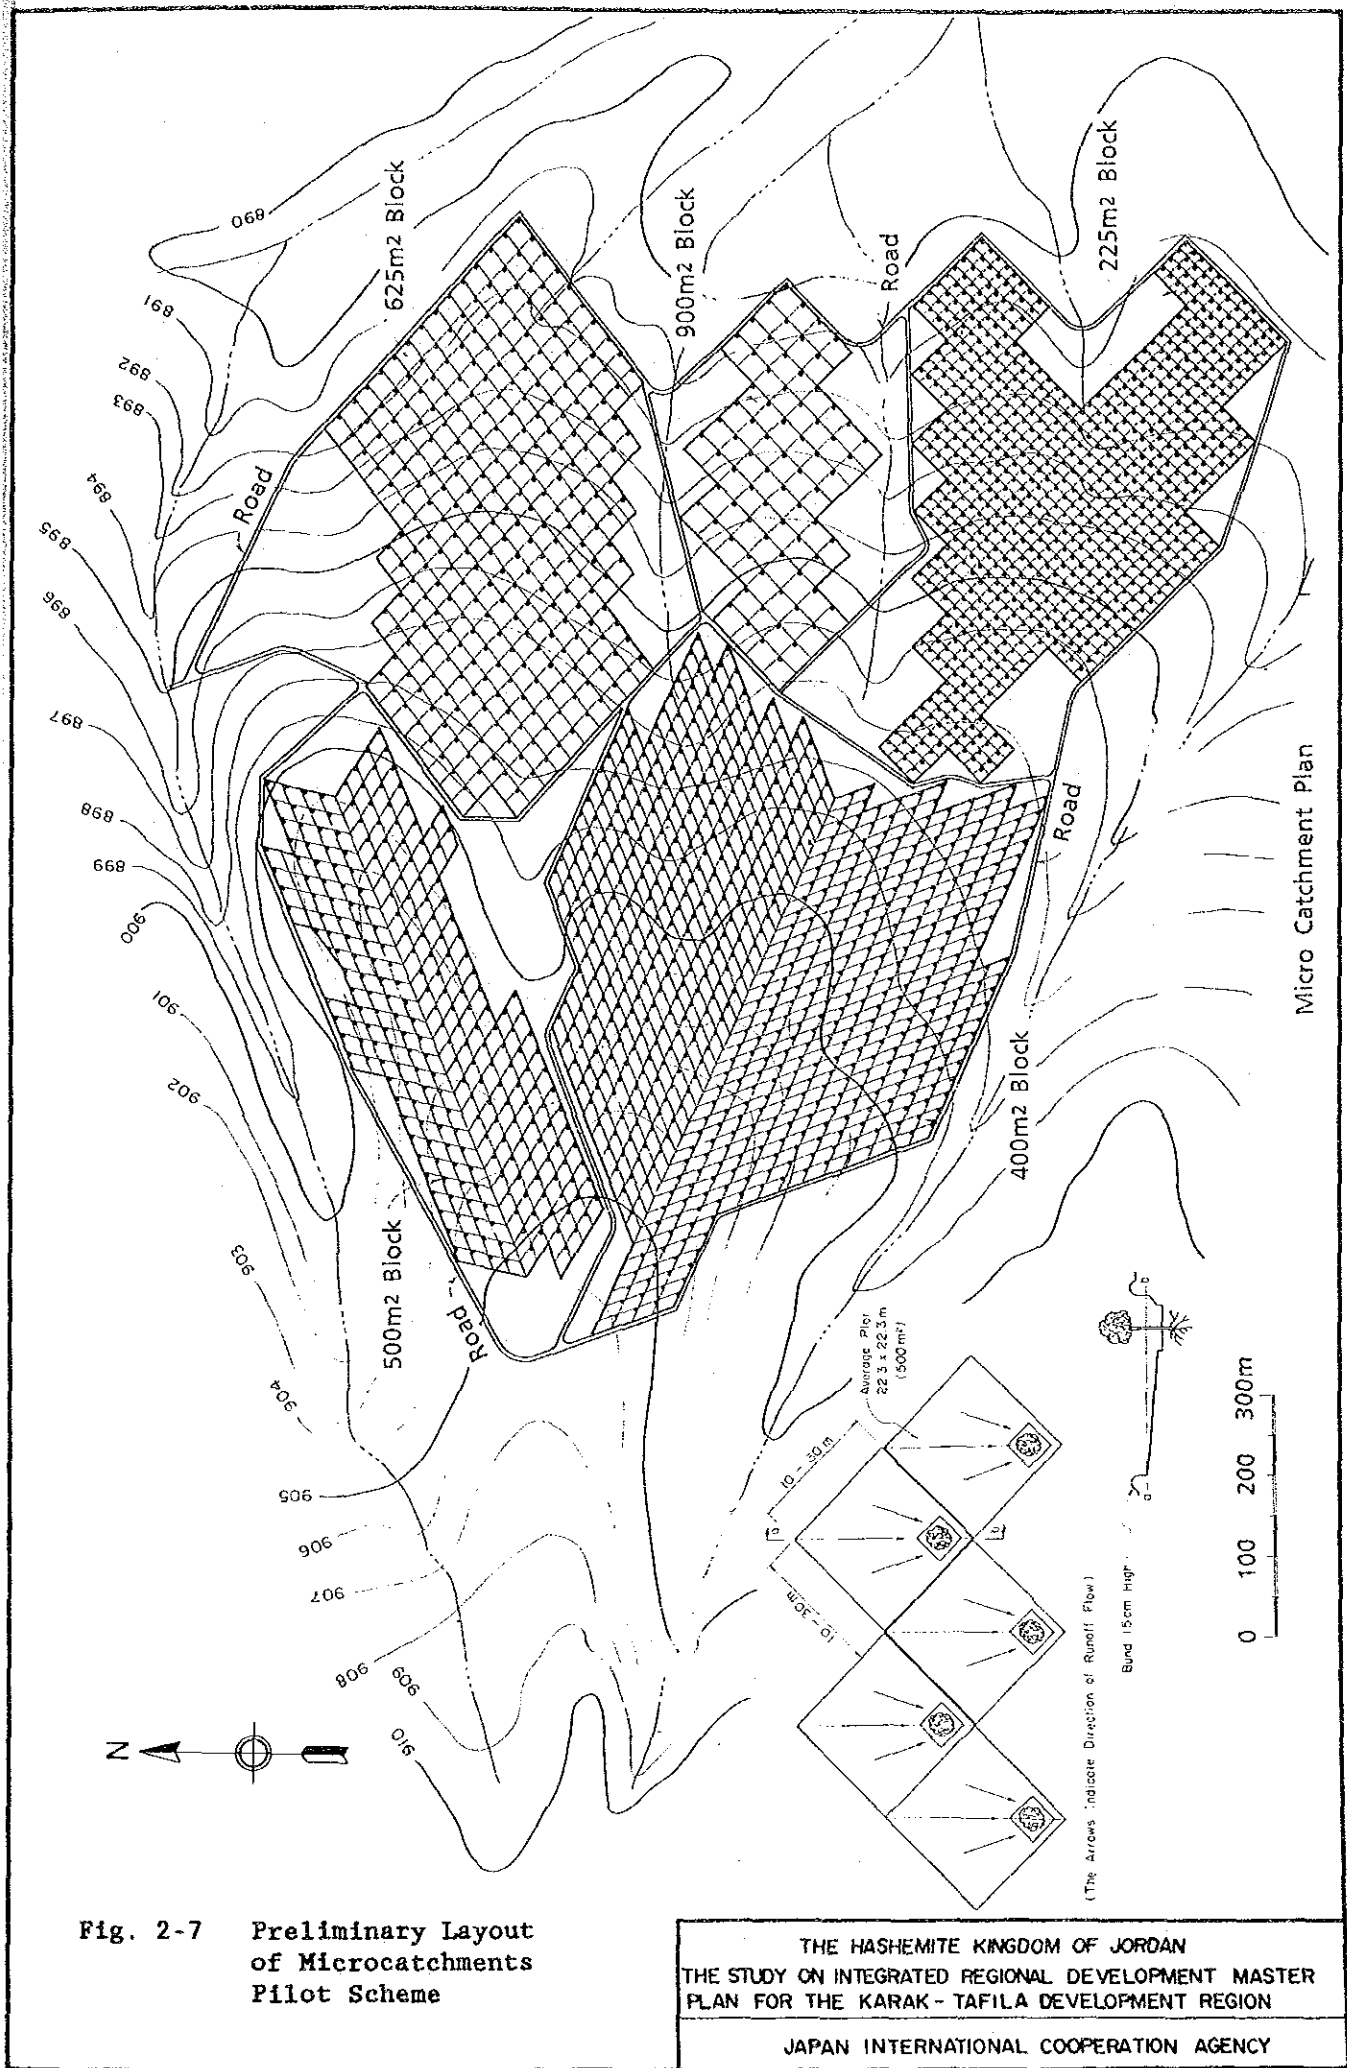 890
891
892
893
894
895
896
897
898
899
900
901
902
903
904
905
906
907
908
909
910
625m2 Block
900m2 Block
225m2 Block
500m2 Block
400m2 Block
Road
Road
Road
Road
Micro Catchment Plan
N
Average Plot
22.3 x 22.3 m
(500 m²)
10 - 30 m
10 - 30m
a
b
a
b
(The Arrows Indicate Direction of Runoff Flow)
Bund 15cm High
0 100 200 300m
Fig. 2-7 Preliminary Layout
of Microcatchments
Pilot Scheme
THE HASHEMITE KINGDOM OF JORDAN
THE STUDY ON INTEGRATED REGIONAL DEVELOPMENT MASTER
PLAN FOR THE KARAK - TAFILA DEVELOPMENT REGION
JAPAN INTERNATIONAL COOPERATION AGENCY